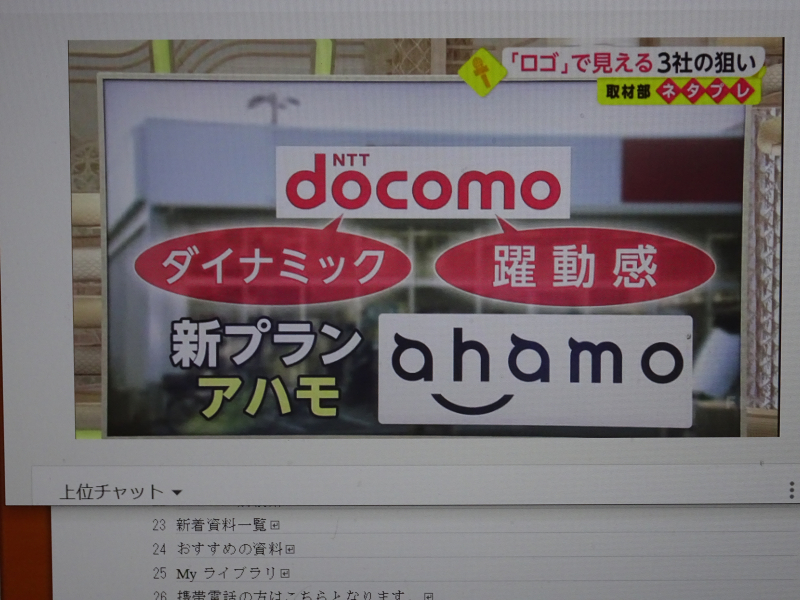 「ロゴ」で見える3社の狙い
取材部 ネタプレ
NTT
docomo
ダイナミック
躍動感
新プラン
アハモ
ahamo
上位チャット
23 新着資料一覧
24 おすすめの資料
25 My ライブラリ
26 携帯電話の方はこちらとなります。